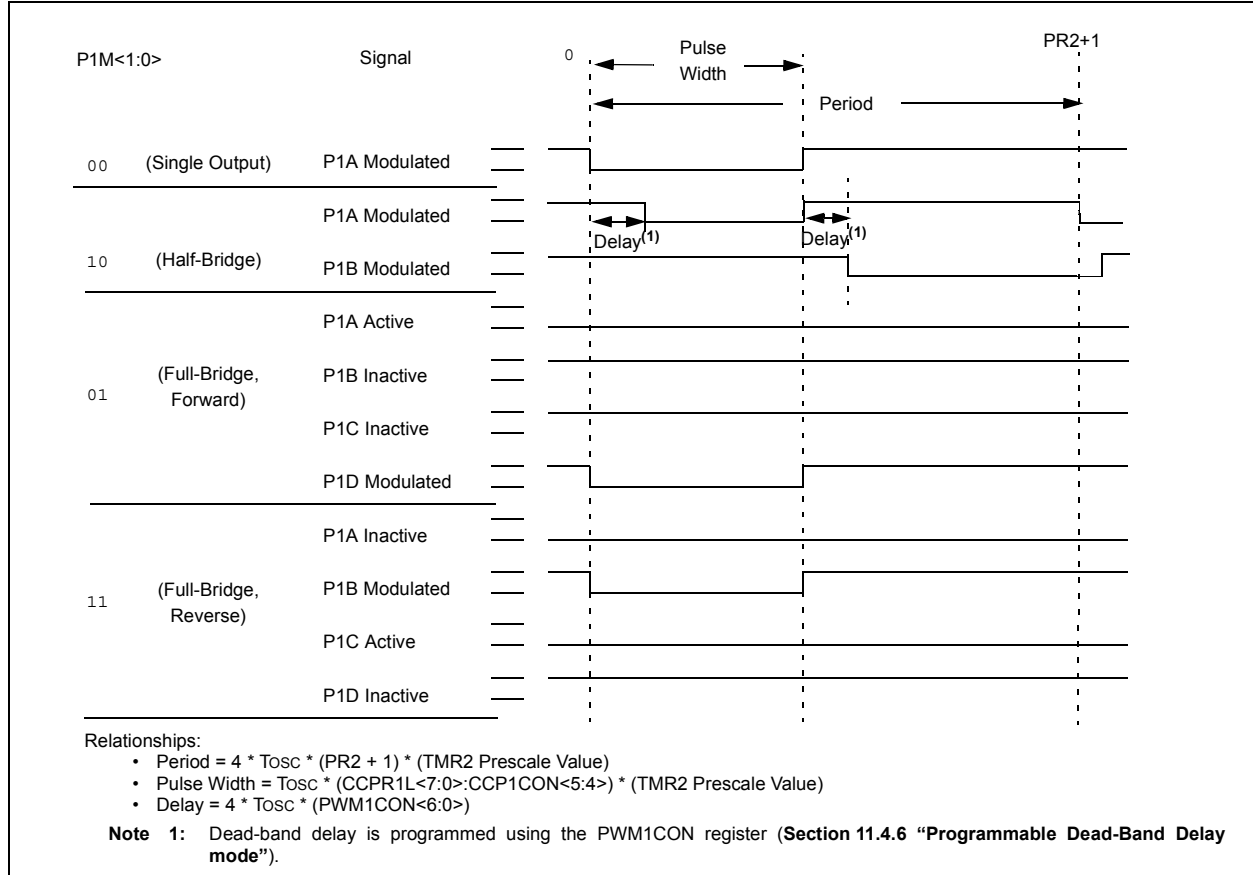 P1M<1:0> Signal 0 Pulse Width PR2+1
Period
00 (Single Output) P1A Modulated
P1A Modulated
Delay(1) Delay(1)
10 (Half-Bridge) P1B Modulated
P1A Active
01 (Full-Bridge, Forward) P1B Inactive
P1C Inactive
P1D Modulated
P1A Inactive
11 (Full-Bridge, Reverse) P1B Modulated
P1C Active
P1D Inactive
Relationships:
• Period = 4 * TOSC * (PR2 + 1) * (TMR2 Prescale Value)
• Pulse Width = TOSC * (CCPR1L<7:0>:CCP1CON<5:4>) * (TMR2 Prescale Value)
• Delay = 4 * TOSC * (PWM1CON<6:0>)
Note 1: Dead-band delay is programmed using the PWM1CON register (Section 11.4.6 “Programmable Dead-Band Delay
mode”).